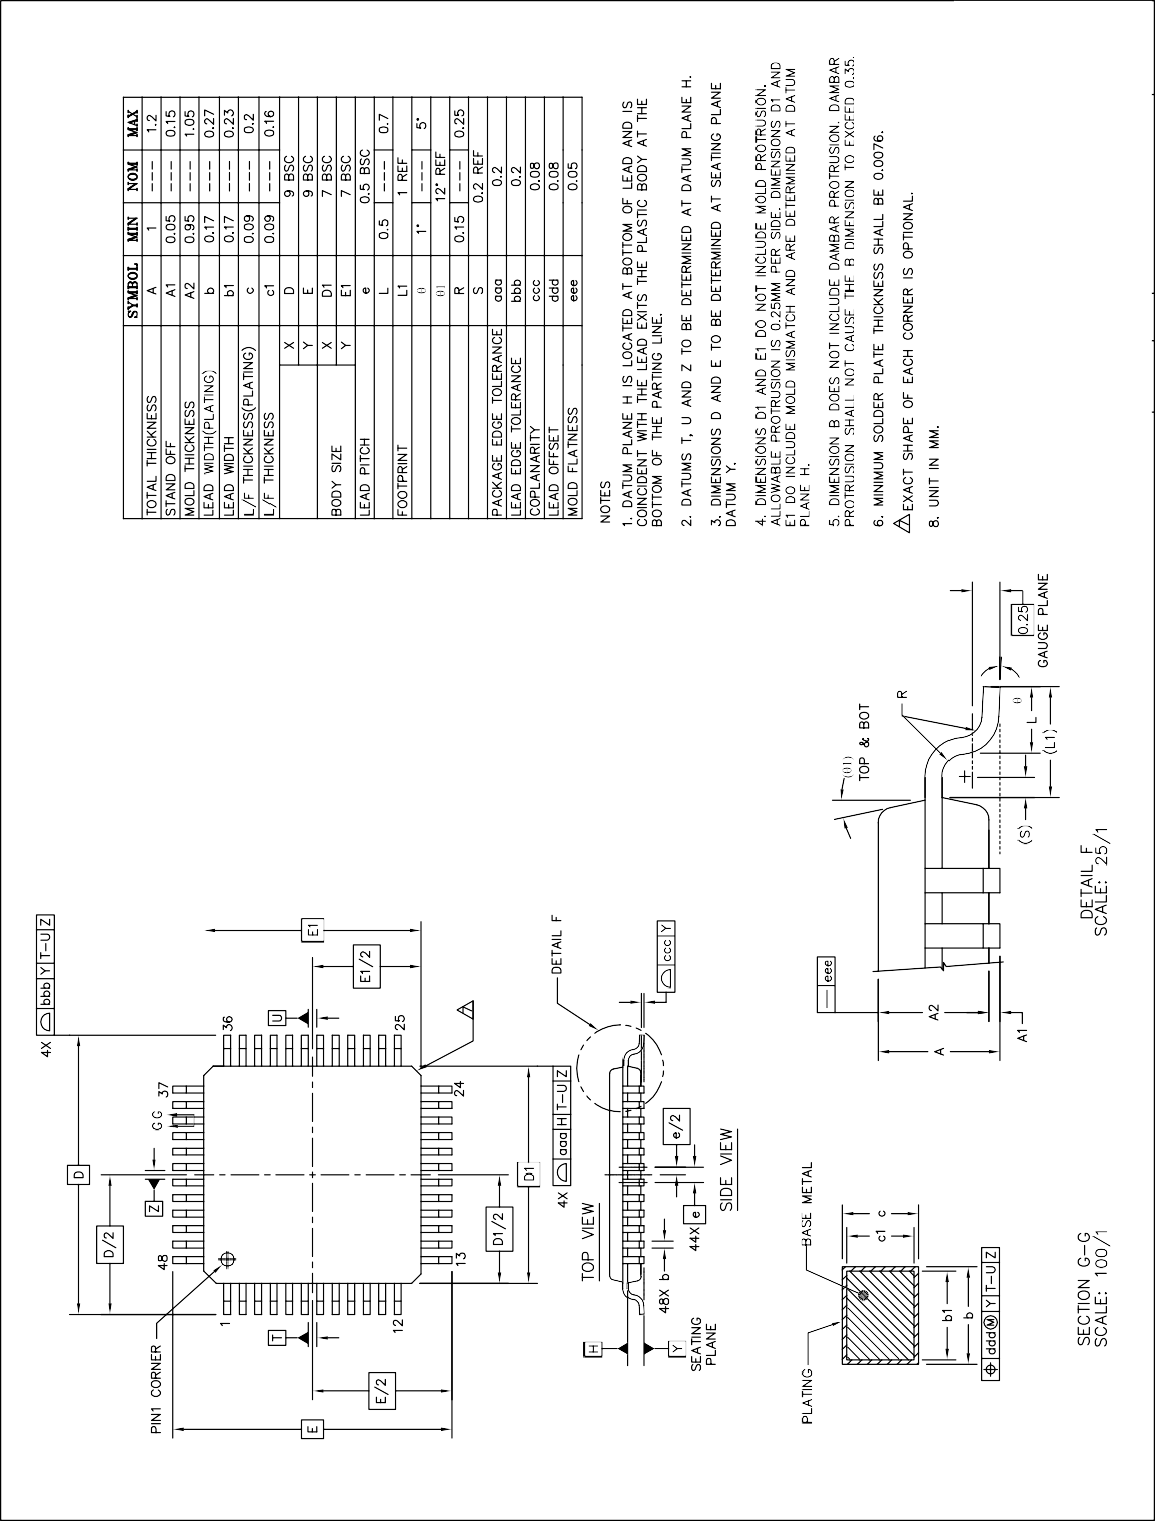 SYMBOL MIN NOM MAX
TOTAL THICKNESS A 1 --- 1.2
STAND OFF A1 0.05 --- 0.15
MOLD THICKNESS A2 0.95 --- 1.05
LEAD WIDTH(PLATING) b 0.17 --- 0.27
LEAD WIDTH b1 0.17 --- 0.23
L/F THICKNESS(PLATING) c 0.09 --- 0.2
L/F THICKNESS c1 0.09 --- 0.16
X D 9 BSC
Y E 9 BSC
BODY SIZE X D1 7 BSC
Y E1 7 BSC
LEAD PITCH e 0.5 BSC
L 0.5 --- 0.7
FOOTPRINT L1 1 REF
θ 1° --- 5°
θ1 12° REF
R 0.15 --- 0.25
S 0.2 REF
PACKAGE EDGE TOLERANCE aaa 0.2
LEAD EDGE TOLERANCE bbb 0.2
COPLANARITY ccc 0.08
LEAD OFFSET ddd 0.08
MOLD FLATNESS eee 0.05
NOTES
1. DATUM PLANE H IS LOCATED AT BOTTOM OF LEAD AND IS
COINCIDENT WITH THE LEAD EXITS THE PLASTIC BODY AT THE
BOTTOM OF THE PARTING LINE.
2. DATUMS T, U AND Z TO BE DETERMINED AT DATUM PLANE H.
3. DIMENSIONS D AND E TO BE DETERMINED AT SEATING PLANE
DATUM Y.
4. DIMENSIONS D1 AND E1 DO NOT INCLUDE MOLD PROTRUSION.
ALLOWABLE PROTRUSION IS 0.25MM PER SIDE. DIMENSIONS D1 AND
E1 DO INCLUDE MOLD MISMATCH AND ARE DETERMINED AT DATUM
PLANE H.
5. DIMENSION B DOES NOT INCLUDE DAMBAR PROTRUSION. DAMBAR
PROTRUSION SHALL NOT CAUSE THE B DIMENSION TO EXCEED 0.35.
6. MINIMUM SOLDER PLATE THICKNESS SHALL BE 0.0076.
7 EXACT SHAPE OF EACH CORNER IS OPTIONAL.
8. UNIT IN MM.
4X ⌓ bbb Y T-U Z
D
D/2
Z
G G
48
37
PIN1 CORNER
1
36
T
U
12
25
13
24
E
E/2
E1
E1/2
7
D1/2
D1
4X ⌓ aaa H T-U Z
TOP VIEW
DETAIL F
H
Y
SEATING
PLANE
48X b
44X e
e/2
⌓ ccc Y
SIDE VIEW
PLATING
BASE METAL
c1
c
b1
b
⌖ ddd Ⓜ Y T-U Z
SECTION G-G
SCALE: 100/1
— eee
A
A2
A1
(θ1)
TOP & BOT
R
(S)
L
(L1)
θ
0.25
GAUGE PLANE
DETAIL F
SCALE: 25/1